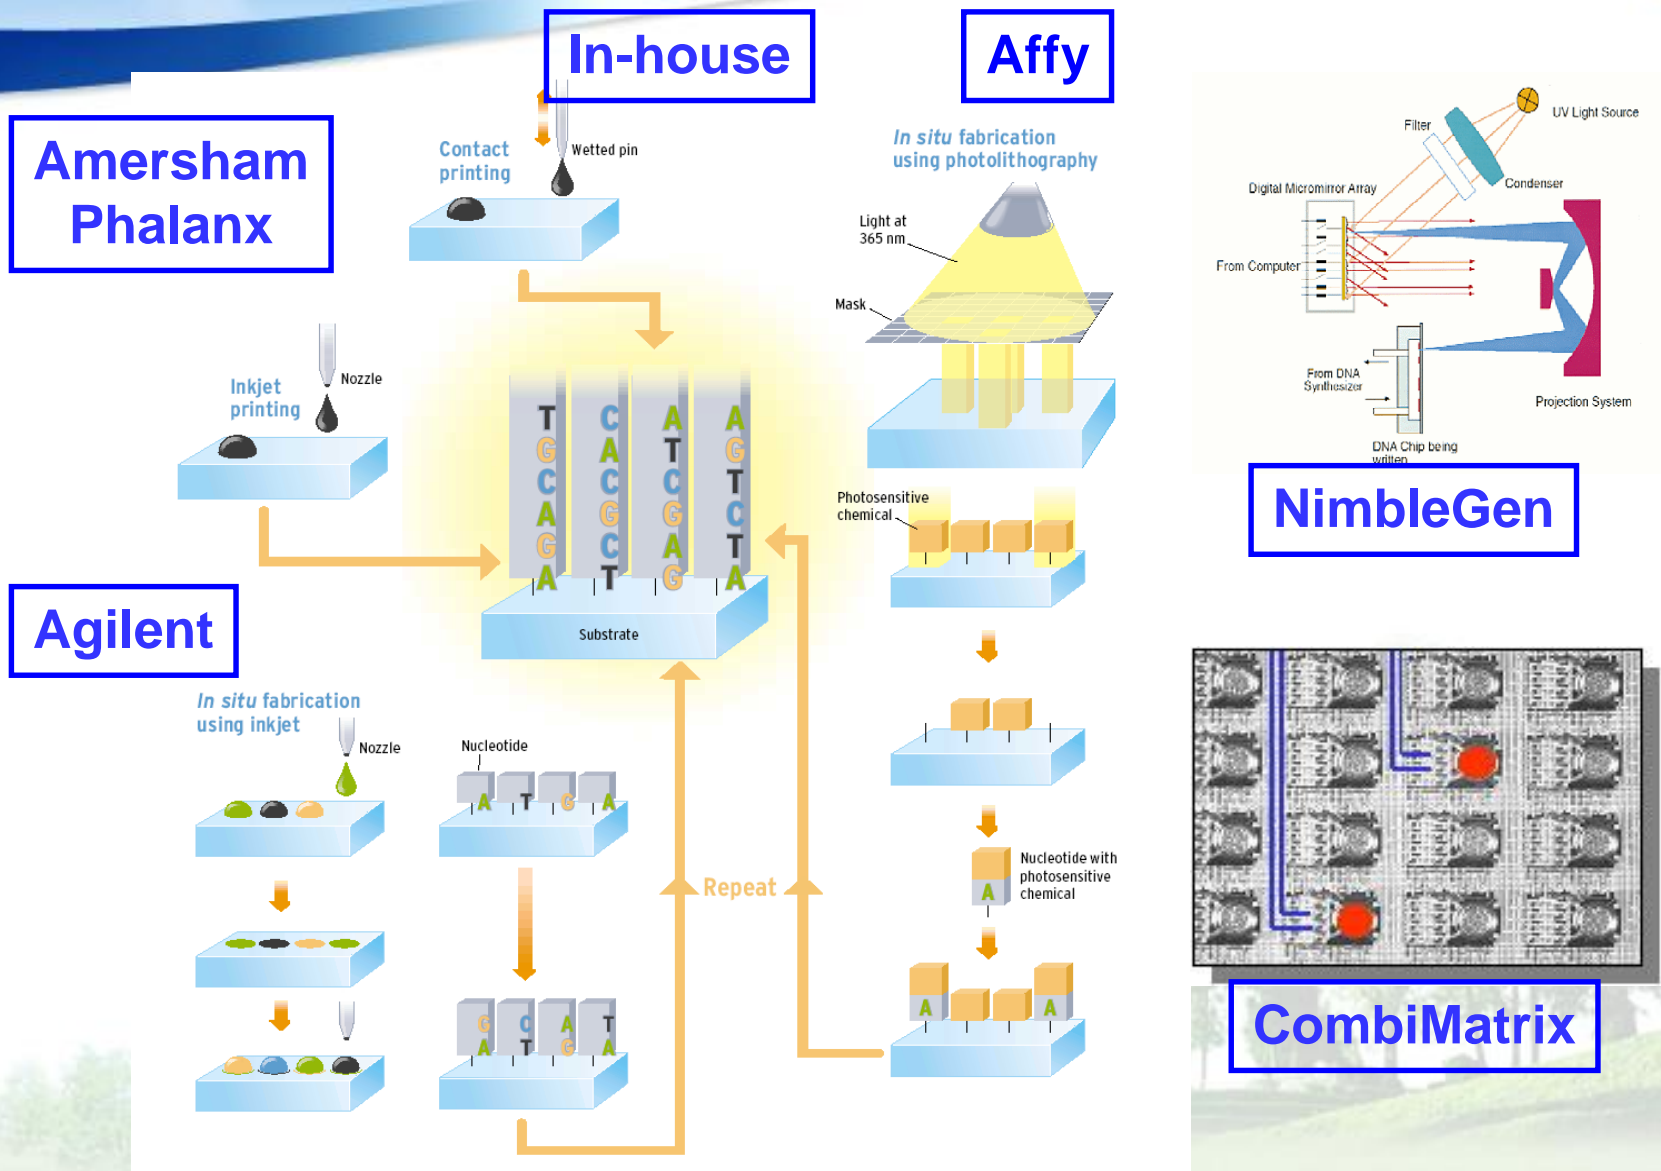 In-house
Affy
Amersham
Phalanx
Contact
printing
Wetted pin
In situ fabrication
using photolithography
Light at
365 nm
Mask
UV Light Source
Filter
Condenser
Digital Micromirror Array
From Computer
From DNA
Synthesizer
Projection System
DNA Chip being
written
NimbleGen
Inkjet
printing
Nozzle
T C A A
G A T G
C C C T
A G G C
G C A T
A T G A
Substrate
Photosensitive
chemical
Agilent
In situ fabrication
using inkjet
Nozzle
Nucleotide
A T G A
G C A T
A T G A
Repeat
Nucleotide with
photosensitive
chemical
A
A A
CombiMatrix